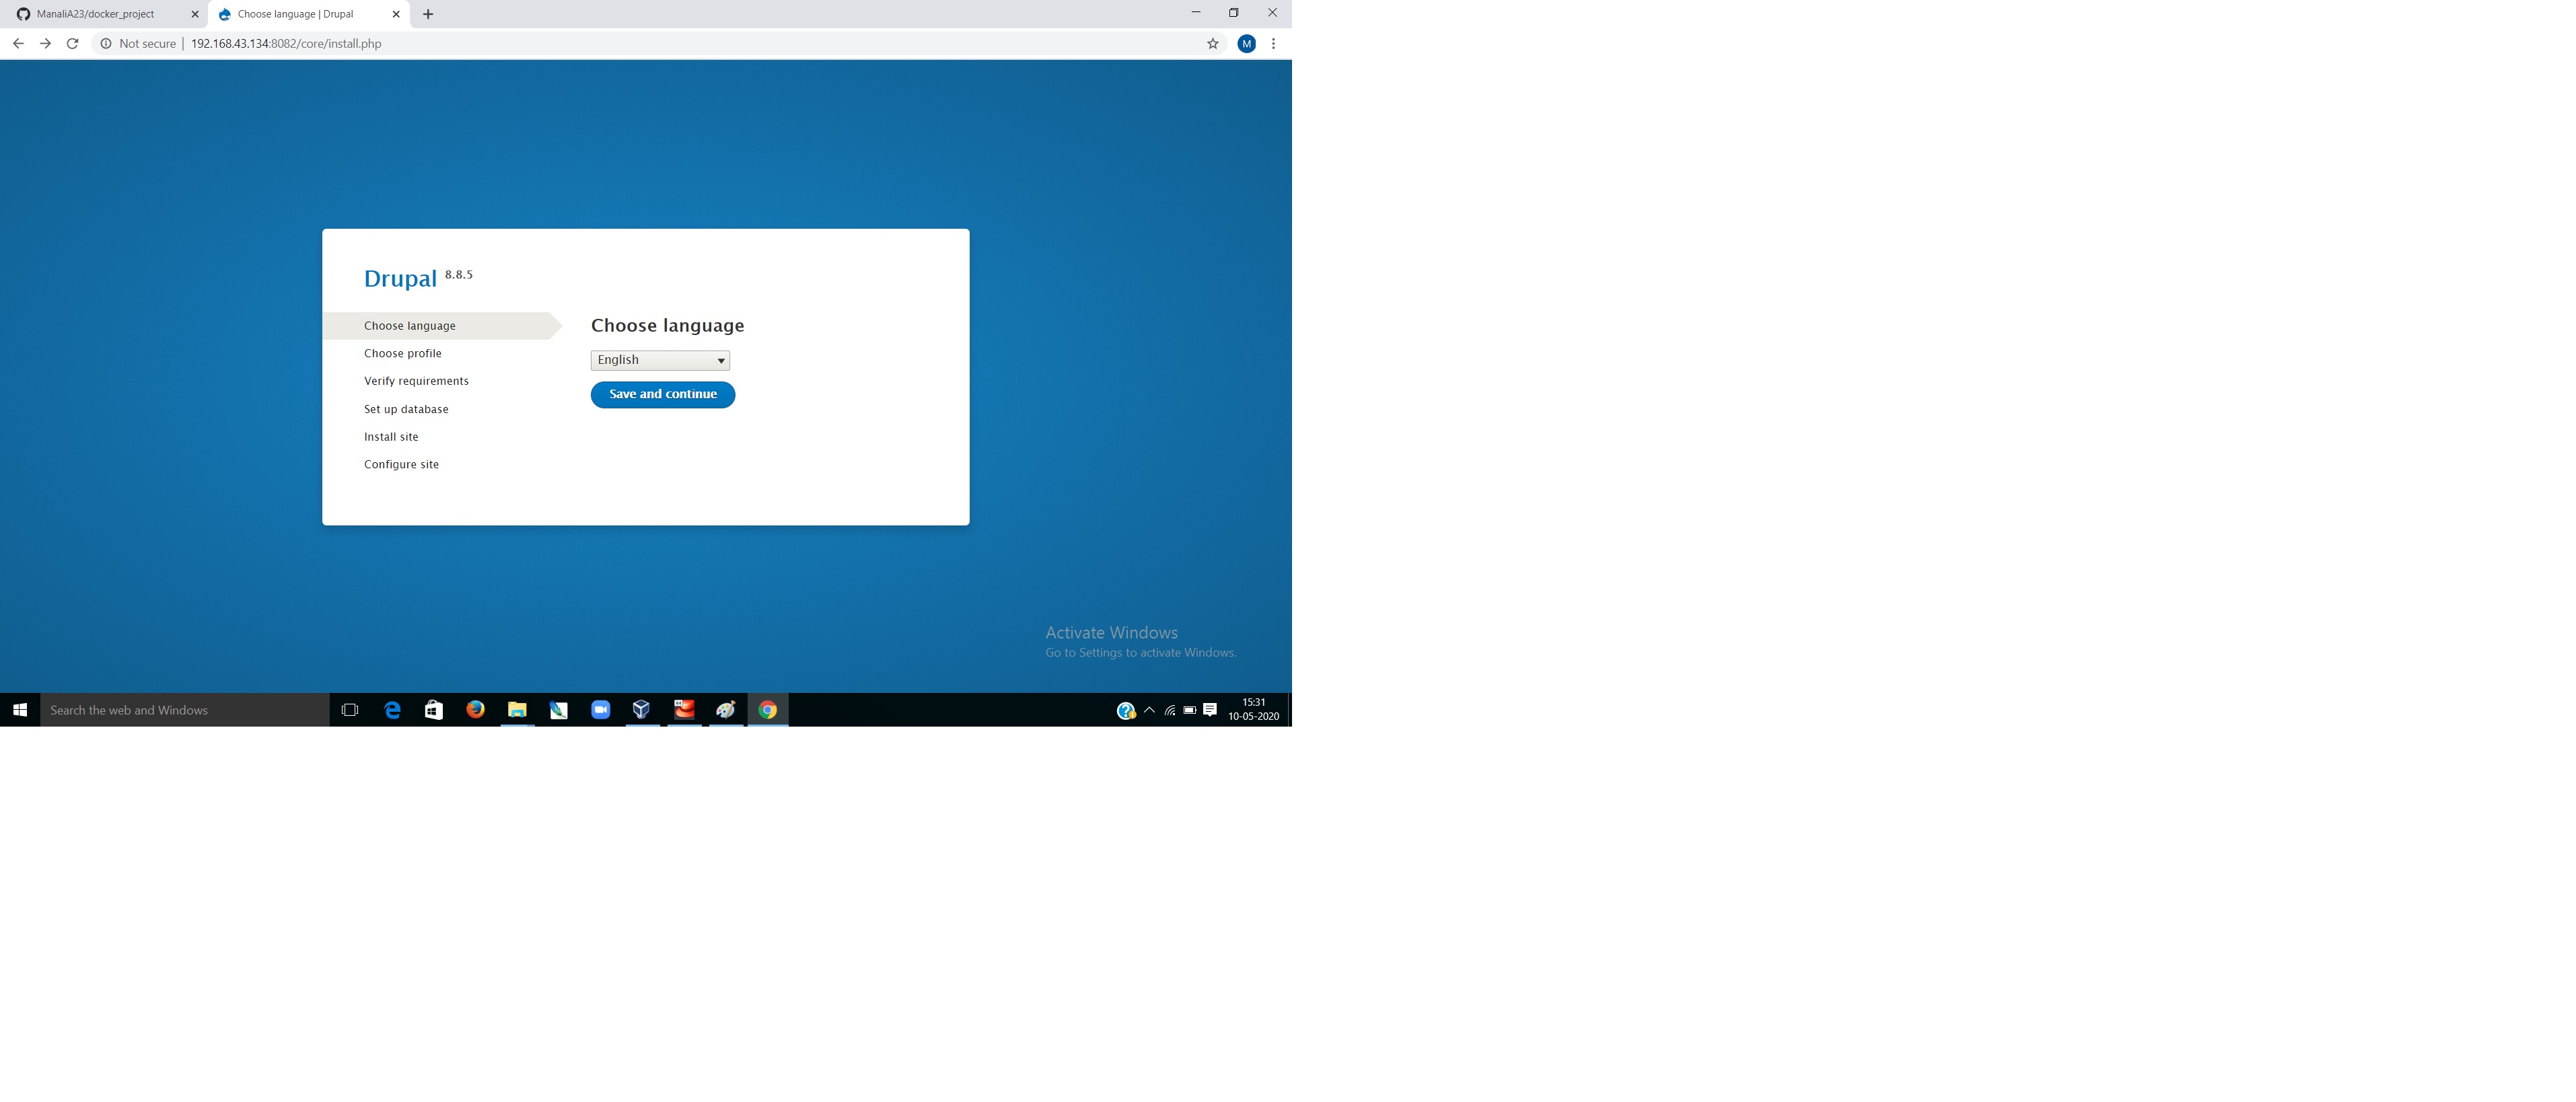 ManaliA23/docker_project
Choose language | Drupal
Not secure | 192.168.43.134:8082/core/install.php
M
Drupal 8.8.5
Choose language
Choose profile
Verify requirements
Set up database
Install site
Configure site
Choose language
English
Save and continue
Activate Windows
Go to Settings to activate Windows.
Search the web and Windows
15:31
10-05-2020